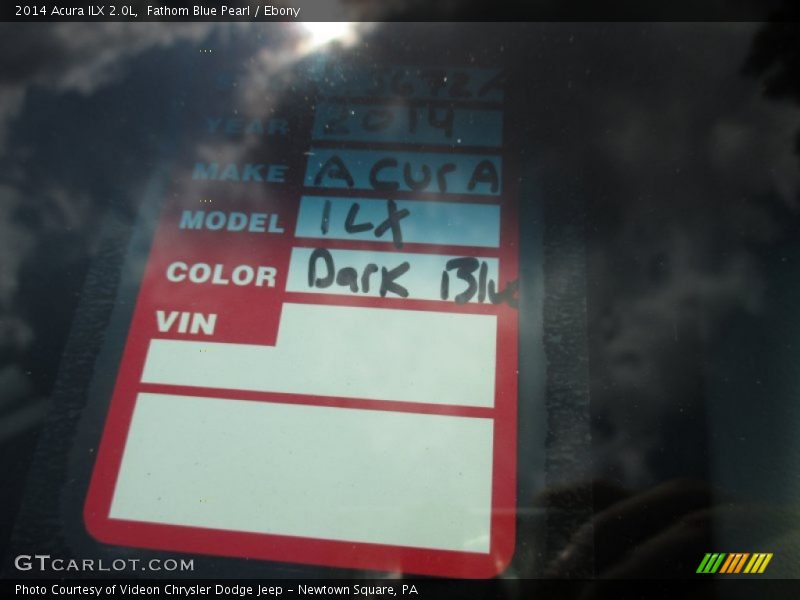 2014 Acura ILX 2.0L, Fathom Blue Pearl / Ebony
YEAR 2014
MAKE ACURA
MODEL ILX
COLOR Dark Blue
VIN
GTCARLOT.COM
Photo Courtesy of Videon Chrysler Dodge Jeep - Newtown Square, PA